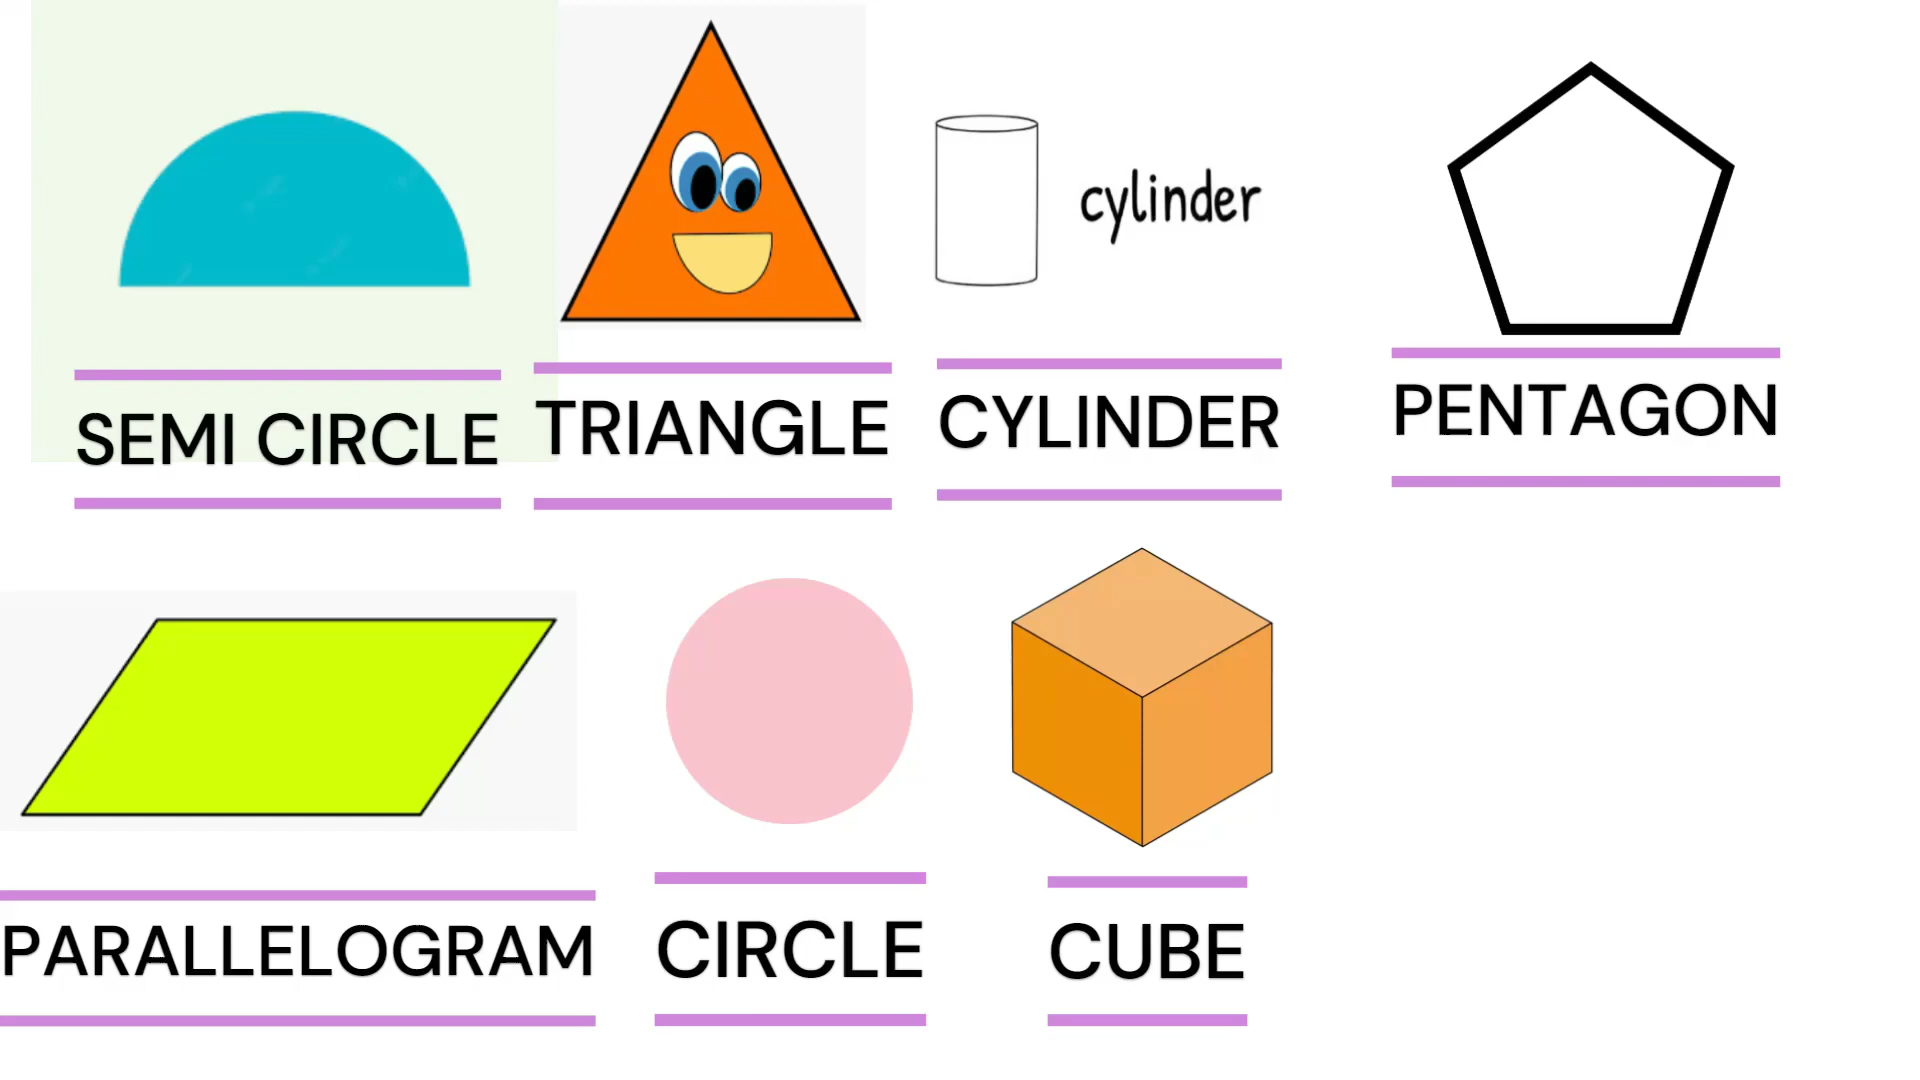 cylinder
SEMI CIRCLE
TRIANGLE
CYLINDER
PENTAGON
PARALLELOGRAM
CIRCLE
CUBE